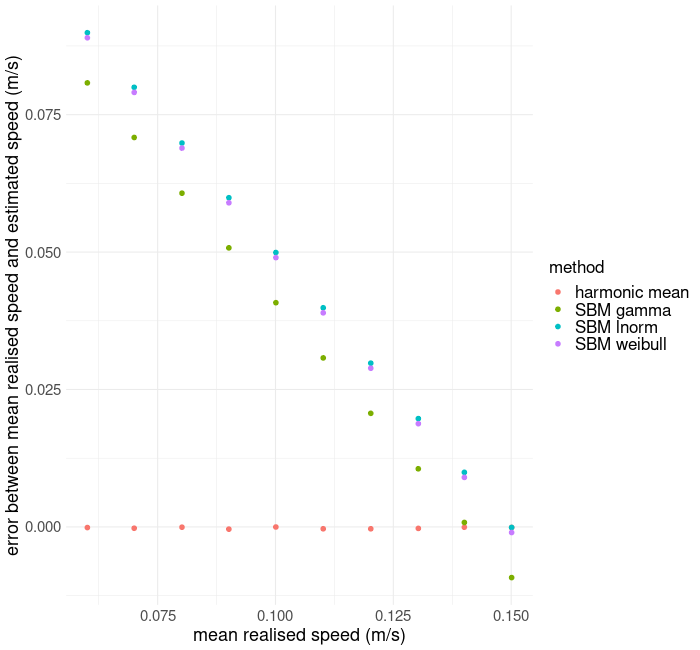 error between mean realised speed and estimated speed (m/s)
0.075
0.050
0.025
0.000
0.075
0.100
0.125
0.150
mean realised speed (m/s)
method
harmonic mean
SBM gamma
SBM lnorm
SBM weibull